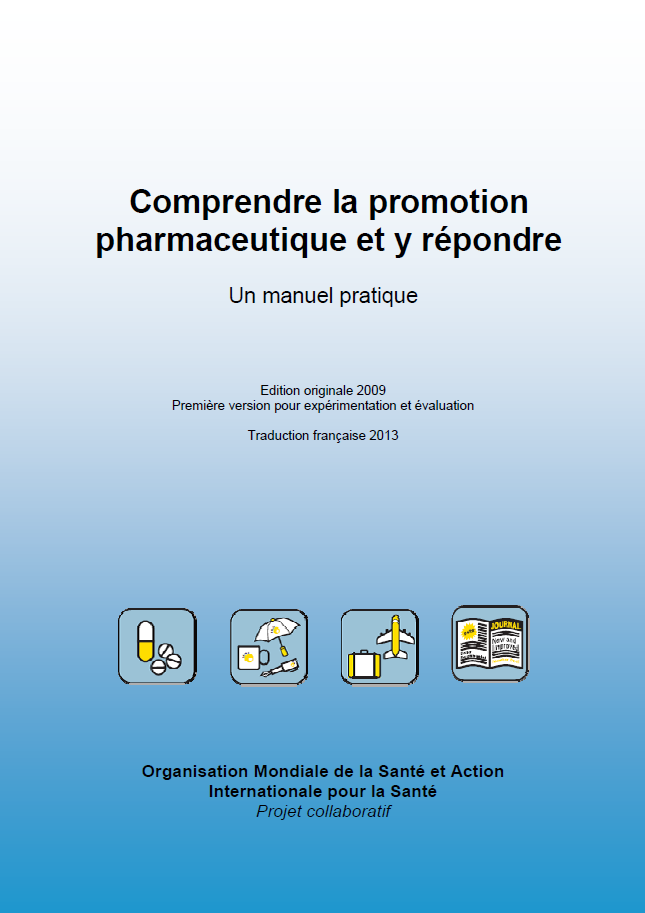 Comprendre la promotion
pharmaceutique et y répondre
Un manuel pratique
Edition originale 2009
Première version pour expérimentation et évaluation
Traduction française 2013
JOURNAL
New and
Improved
Organisation Mondiale de la Santé et Action
Internationale pour la Santé
Projet collaboratif